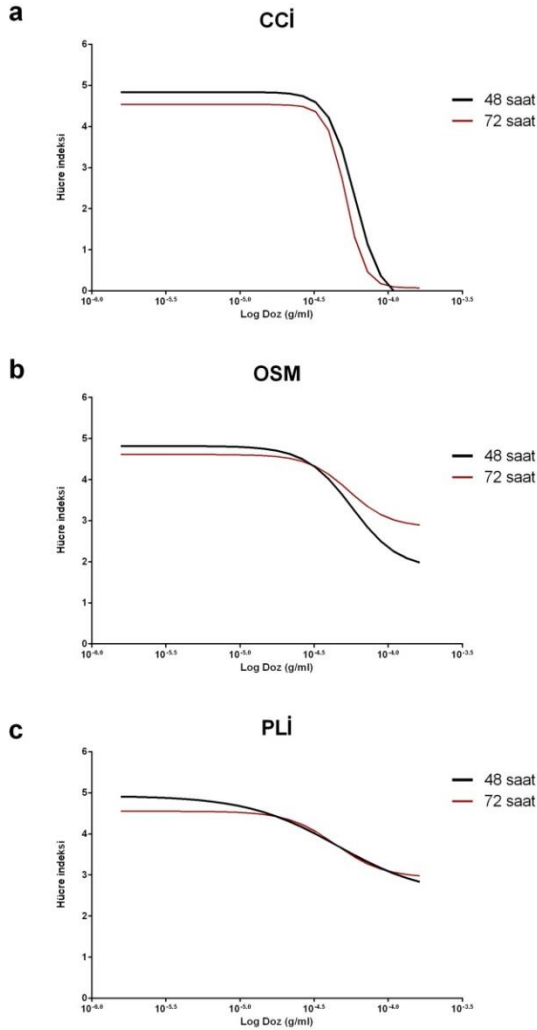 a
CCİ
6
5
4
3
2
1
0
Hücre indeksi
48 saat
72 saat
10^-6.0 10^-5.5 10^-5.0 10^-4.5 10^-4.0 10^-3.5
Log Doz (g/ml)
b
OSM
6
5
4
3
2
1
0
Hücre indeksi
48 saat
72 saat
10^-6.0 10^-5.5 10^-5.0 10^-4.5 10^-4.0 10^-3.5
Log Doz (g/ml)
c
PLİ
6
5
4
3
2
1
0
Hücre indeksi
48 saat
72 saat
10^-6.0 10^-5.5 10^-5.0 10^-4.5 10^-4.0 10^-3.5
Log Doz (g/ml)